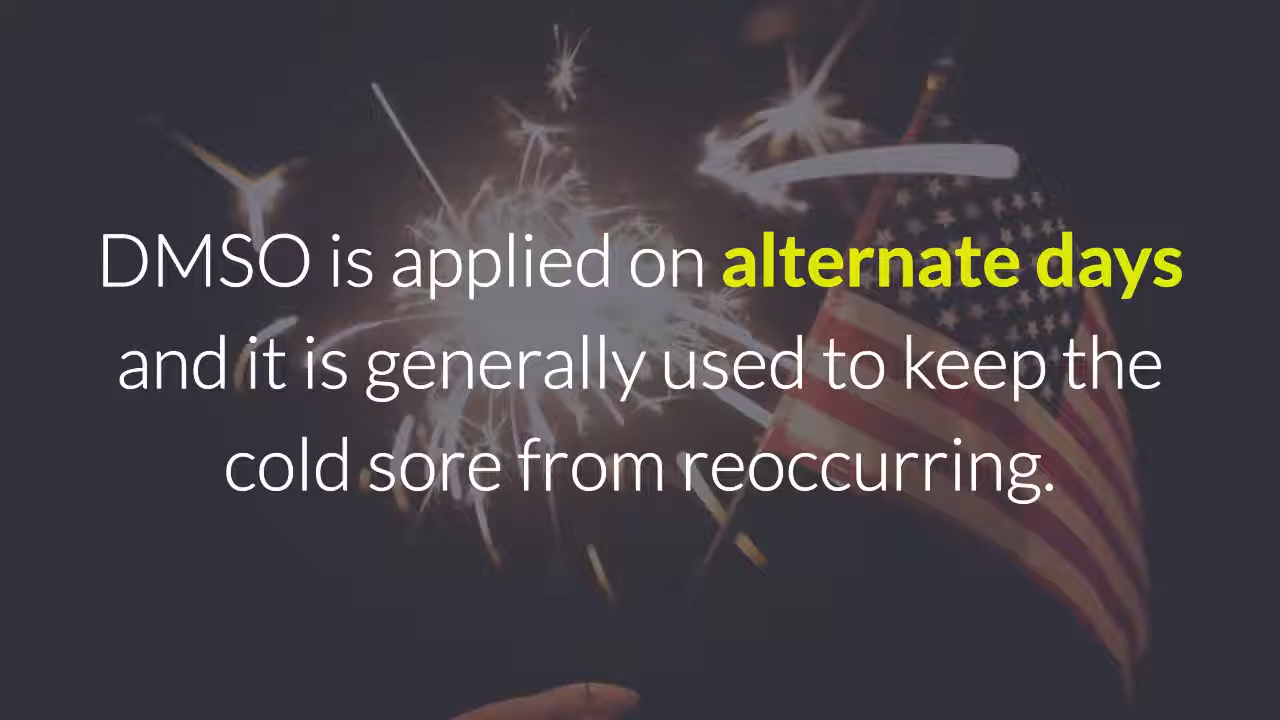 DMSO is applied on alternate days
and it is generally used to keep the
cold sore from reoccurring.